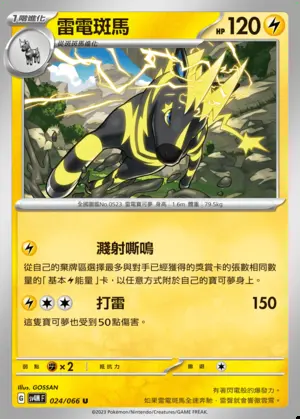 1階進化
雷電斑馬
HP 120
從斑斑馬進化
全國圖鑑No.0523 雷電寶可夢 身高 1.6m 體重 79.5kg
濺射嘶鳴
從自己的棄牌區選擇最多與對手已經獲得的獎賞卡的張數相同數
量的「基本 能量」卡,以任意方式附於自己的寶可夢身上。
打雷 150
這隻寶可夢也受到50點傷害。
弱點 ×2 抵抗力 撤退
illus. GOSSAN
G SV4M F 024/066 U
有著閃電般的爆發力。
如果雷電斑馬全速奔馳,雷聲就會響徹雲霄。
©2023 Pokémon/Nintendo/Creatures/GAME FREAK.